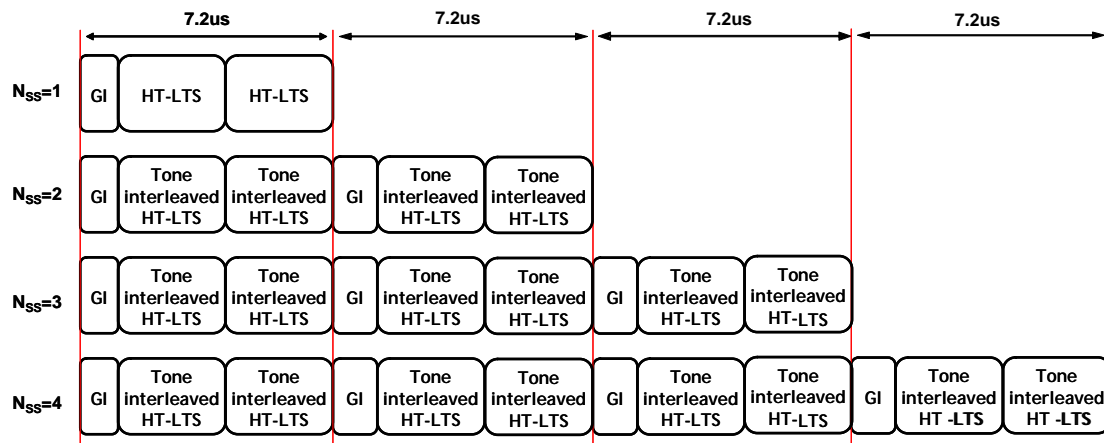 7.2us 7.2us 7.2us 7.2us
N_SS=1 GI HT-LTS HT-LTS
N_SS=2 GI Tone interleaved HT-LTS Tone interleaved HT-LTS GI Tone interleaved HT-LTS Tone interleaved HT-LTS
N_SS=3 GI Tone interleaved HT-LTS Tone interleaved HT-LTS GI Tone interleaved HT-LTS Tone interleaved HT-LTS GI Tone interleaved HT-LTS Tone interleaved HT-LTS
N_SS=4 GI Tone interleaved HT-LTS Tone interleaved HT-LTS GI Tone interleaved HT-LTS Tone interleaved HT-LTS GI Tone interleaved HT-LTS Tone interleaved HT-LTS GI Tone interleaved HT -LTS Tone interleaved HT -LTS